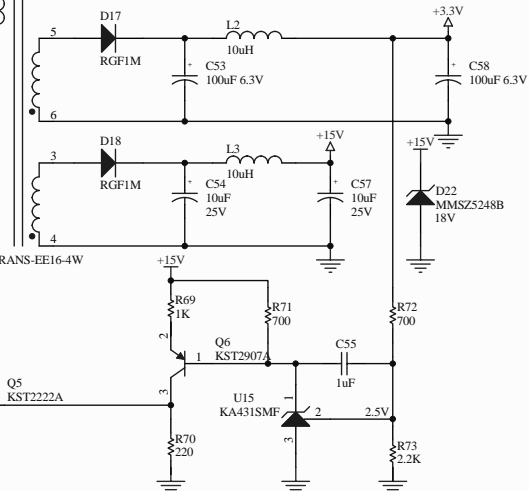 D17
RGF1M
5
6
L2
10uH
+3.3V
C53
100uF 6.3V
C58
100uF 6.3V
D18
RGF1M
3
4
L3
10uH
+15V
C54
10uF
25V
C57
10uF
25V
+15V
D22
MMSZ5248B
18V
RANS-EE16-4W
+15V
R69
1K
R71
700
R72
700
2
Q6
KST2907A
1
3
C55
1uF
Q5
KST2222A
U15
KA431SMF
1
2
3
2.5V
R70
220
R73
2.2K